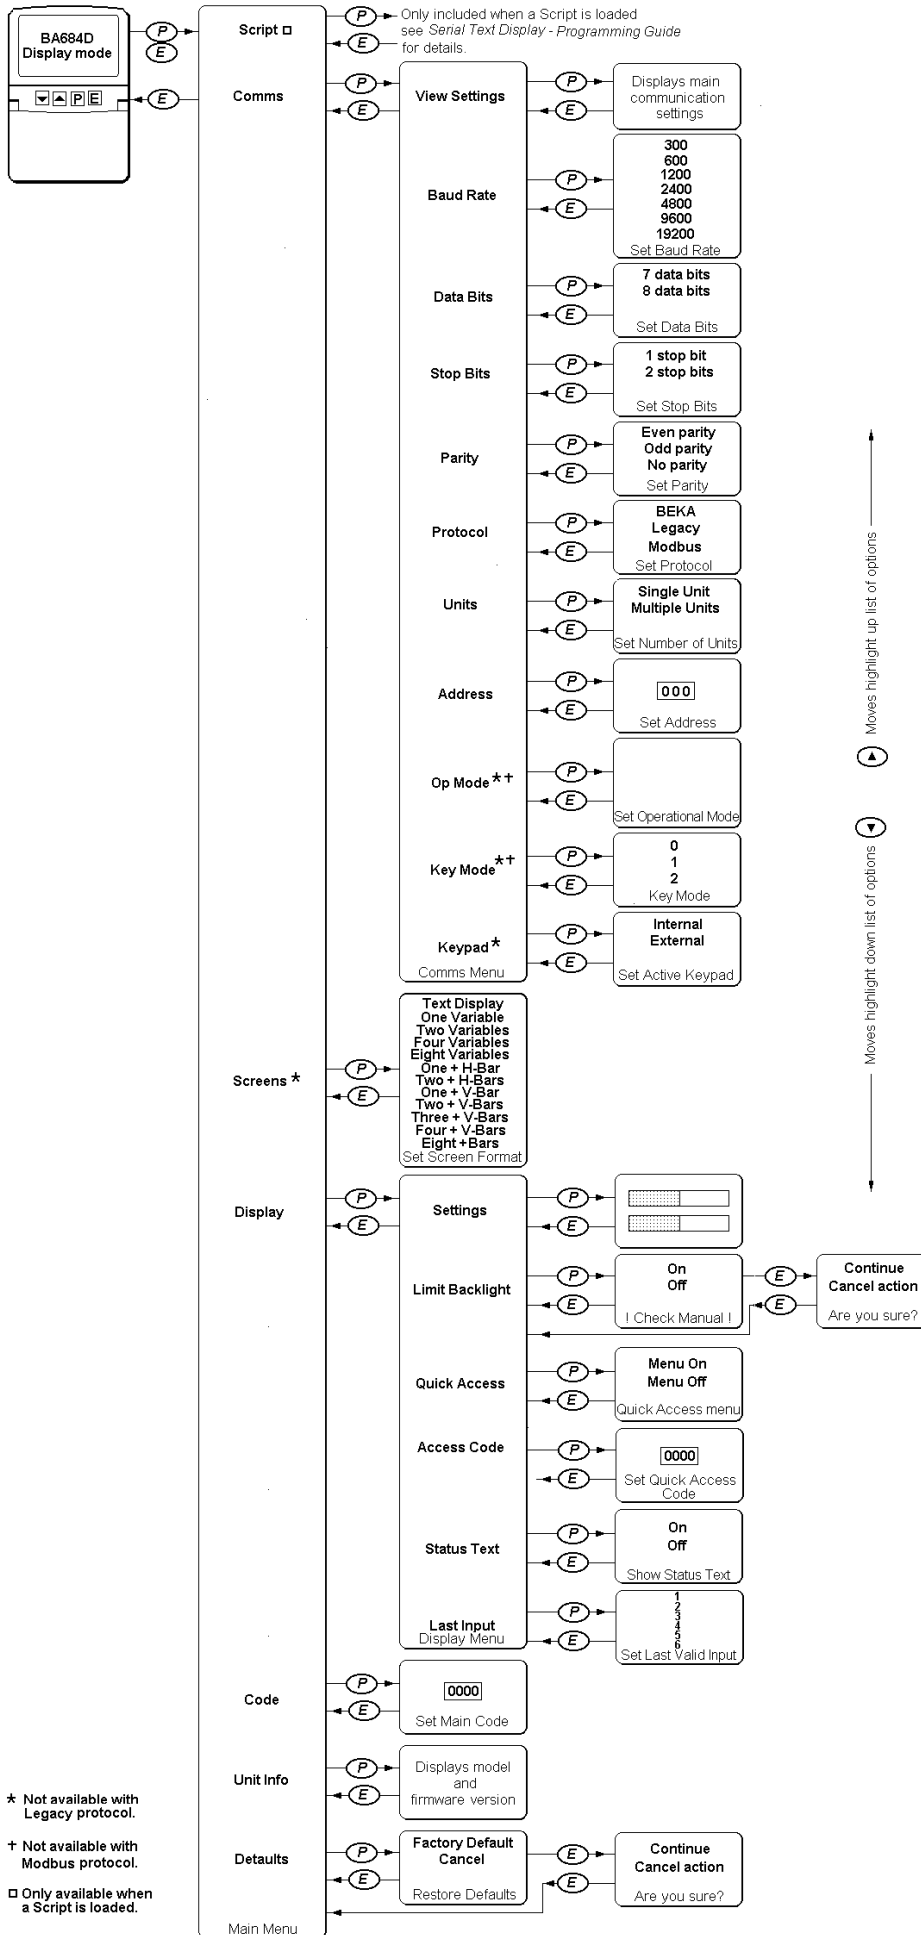 BA684D
Display mode
P
E
P
E
E
Script □
P
E
Only included when a Script is loaded
see Serial Text Display - Programming Guide
for details.
Comms
P
E
View Settings
P
E
Displays main
communication
settings
Baud Rate
P
E
300
600
1200
2400
4800
9600
19200
Set Baud Rate
Data Bits
P
E
7 data bits
8 data bits
Set Data Bits
Stop Bits
P
E
1 stop bit
2 stop bits
Set Stop Bits
Parity
P
E
Even parity
Odd parity
No parity
Set Parity
Protocol
P
E
BEKA
Legacy
Modbus
Set Protocol
Units
P
E
Single Unit
Multiple Units
Set Number of Units
Address
P
E
000
Set Address
Op Mode *†
P
E
Set Operational Mode
Key Mode *†
P
E
0
1
2
Key Mode
Keypad *
P
E
Internal
External
Set Active Keypad
Comms Menu
Moves highlight up list of options
Moves highlight down list of options
Screens *
P
E
Text Display
One Variable
Two Variables
Four Variables
Eight Variables
One + H-Bar
Two + H-Bars
One + V-Bar
Two + V-Bars
Three + V-Bars
Four + V-Bars
Eight +Bars
Set Screen Format
Display
P
E
Settings
P
E
Limit Backlight
P
E
On
Off
! Check Manual !
E
E
Continue
Cancel action
Are you sure?
Quick Access
P
E
Menu On
Menu Off
Quick Access menu
Access Code
P
E
0000
Set Quick Access
Code
Status Text
P
E
On
Off
Show Status Text
Last Input
P
E
1
2
3
4
5
6
Set Last Valid Input
Display Menu
Code
P
E
0000
Set Main Code
Unit Info
P
E
Displays model
and
firmware version
Detaults
P
E
Factory Default
Cancel
Restore Defaults
E
E
Continue
Cancel action
Are you sure?
Main Menu
* Not available with
Legacy protocol.
† Not available with
Modbus protocol.
□ Only available when
a Script is loaded.